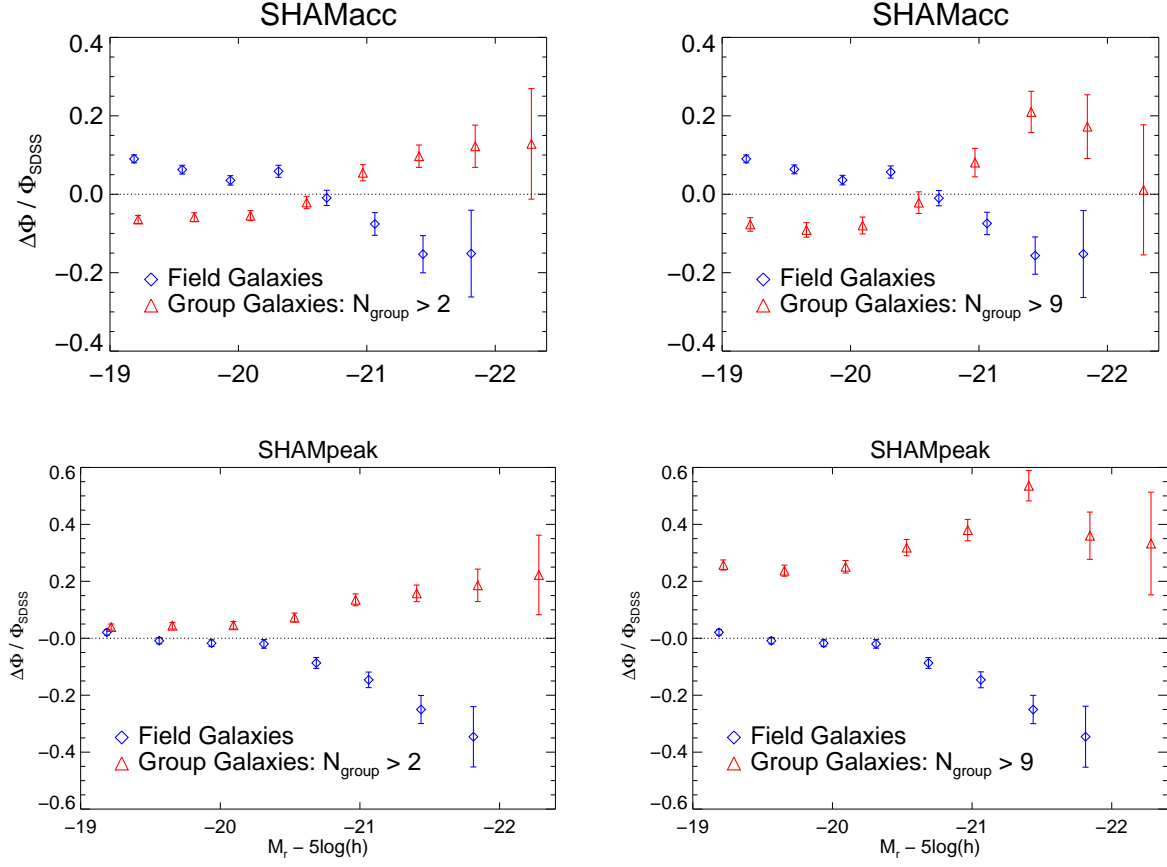 SHAMacc
0.4
0.2
0.0
−0.2
−0.4
ΔΦ / Φ_SDSS
Field Galaxies
Group Galaxies: N_group > 2
−19 −20 −21 −22
SHAMacc
0.4
0.2
0.0
−0.2
−0.4
Field Galaxies
Group Galaxies: N_group > 9
−19 −20 −21 −22
SHAMpeak
0.6
0.4
0.2
−0.0
−0.2
−0.4
−0.6
ΔΦ / Φ_SDSS
Field Galaxies
Group Galaxies: N_group > 2
−19 −20 −21 −22
M_r − 5log(h)
SHAMpeak
0.6
0.4
0.2
−0.0
−0.2
−0.4
−0.6
ΔΦ / Φ_SDSS
Field Galaxies
Group Galaxies: N_group > 9
−19 −20 −21 −22
M_r − 5log(h)